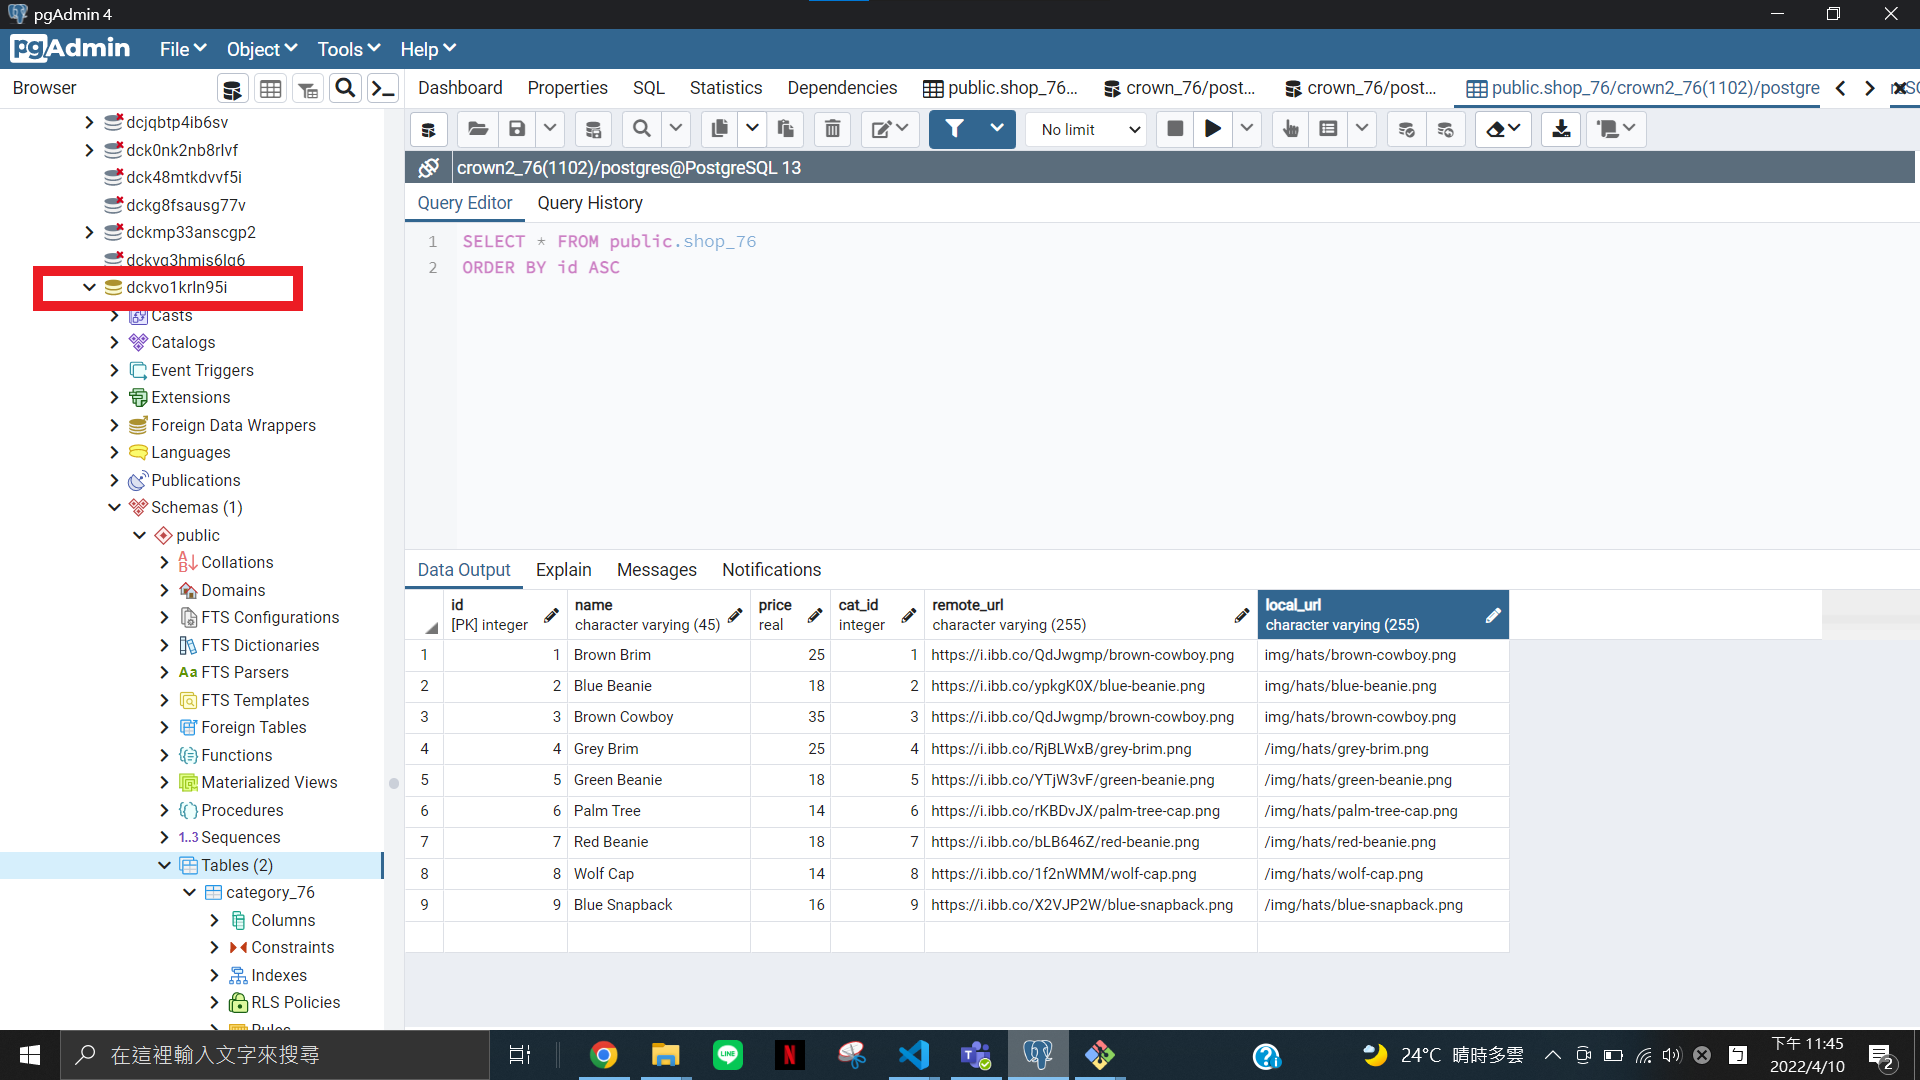 pgAdmin 4
pgAdmin File Object Tools Help
Browser
Dashboard Properties SQL Statistics Dependencies public.shop_76... crown_76/post... crown_76/post... public.shop_76/crown2_76(1102)/postgre
dcjqbtp4ib6sv
dck0nk2nb8rlvf
dck48mtkdvvf5i
dckg8fsausg77v
dckmp33anscgp2
dckvq3hmis6lq6
dckvo1krln95i
Casts
Catalogs
Event Triggers
Extensions
Foreign Data Wrappers
Languages
Publications
Schemas (1)
public
Collations
Domains
FTS Configurations
FTS Dictionaries
FTS Parsers
FTS Templates
Foreign Tables
Functions
Materialized Views
Procedures
1..3 Sequences
Tables (2)
category_76
Columns
Constraints
Indexes
RLS Policies
Rules
No limit
crown2_76(1102)/postgres@PostgreSQL 13
Query Editor Query History
1 SELECT * FROM public.shop_76
2 ORDER BY id ASC
Data Output Explain Messages Notifications
id name price cat_id remote_url local_url
[PK] integer character varying (45) real integer character varying (255) character varying (255)
1 1 Brown Brim 25 1 https://i.ibb.co/QdJwgmp/brown-cowboy.png img/hats/brown-cowboy.png
2 2 Blue Beanie 18 2 https://i.ibb.co/ypkgK0X/blue-beanie.png img/hats/blue-beanie.png
3 3 Brown Cowboy 35 3 https://i.ibb.co/QdJwgmp/brown-cowboy.png img/hats/brown-cowboy.png
4 4 Grey Brim 25 4 https://i.ibb.co/RjBLWxB/grey-brim.png /img/hats/grey-brim.png
5 5 Green Beanie 18 5 https://i.ibb.co/YTjW3vF/green-beanie.png /img/hats/green-beanie.png
6 6 Palm Tree 14 6 https://i.ibb.co/rKBDvJX/palm-tree-cap.png /img/hats/palm-tree-cap.png
7 7 Red Beanie 18 7 https://i.ibb.co/bLB646Z/red-beanie.png /img/hats/red-beanie.png
8 8 Wolf Cap 14 8 https://i.ibb.co/1f2nWMM/wolf-cap.png /img/hats/wolf-cap.png
9 9 Blue Snapback 16 9 https://i.ibb.co/X2VJP2W/blue-snapback.png /img/hats/blue-snapback.png
在這裡輸入文字來搜尋
LINE
N
24°C 晴時多雲
下午 11:45
2022/4/10
2